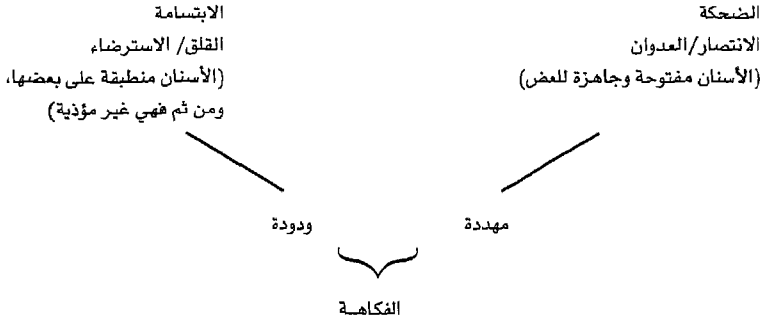 الضحكة
الانتصار/العدوان
(الأسنان مفتوحة وجاهزة للعض)
الابتسامة
القلق/ الاسترضاء
(الأسنان منطبقة على بعضها،
ومن ثم فهي غير مؤذية)
مهددة
ودودة
الفكاهـة